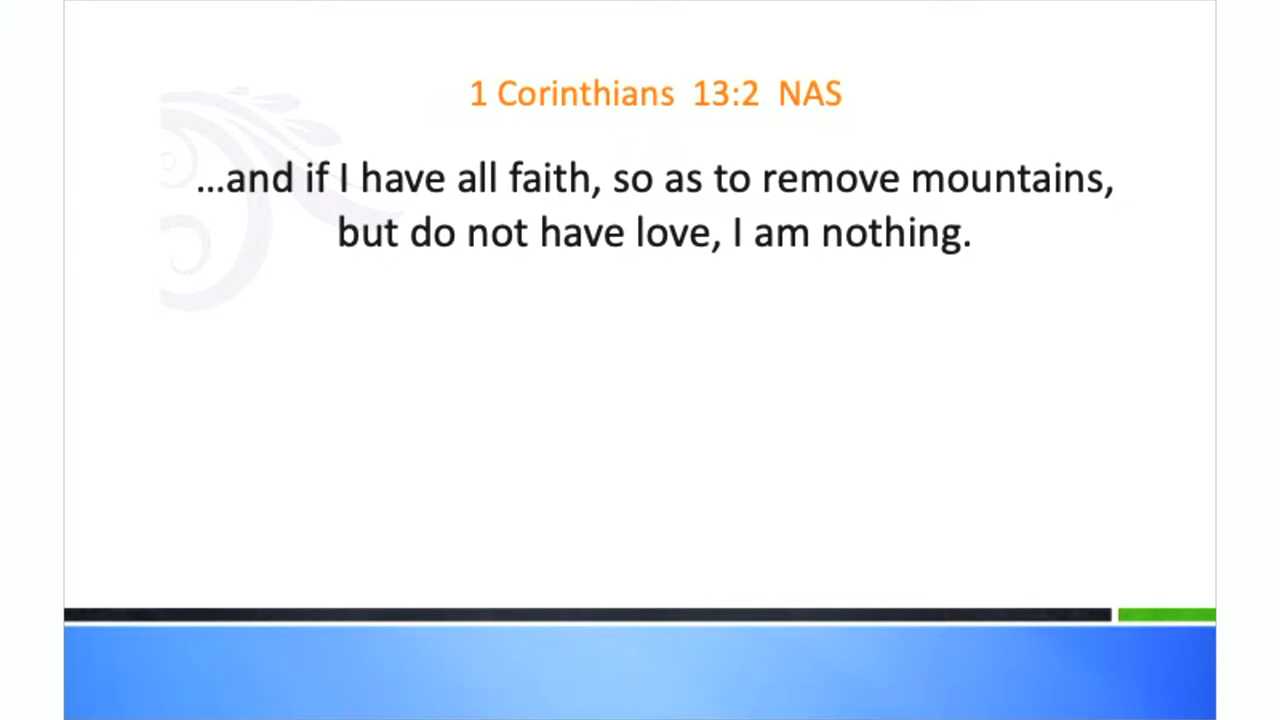 1 Corinthians 13:2 NAS
...and if I have all faith, so as to remove mountains,
but do not have love, I am nothing.